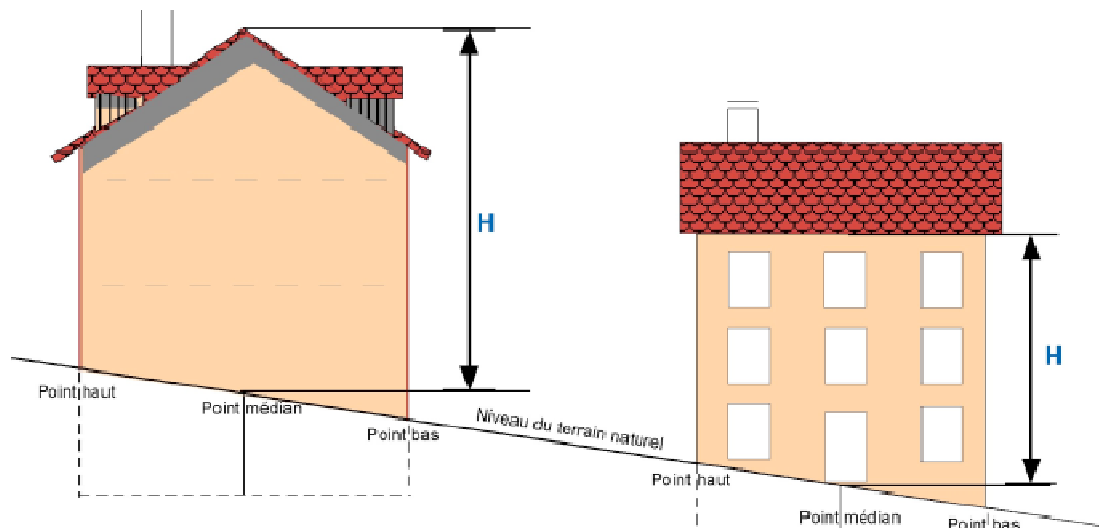 H
H
Point haut
Point médian
Point bas
Niveau du terrain naturel
Point haut
Point médian
Point bas